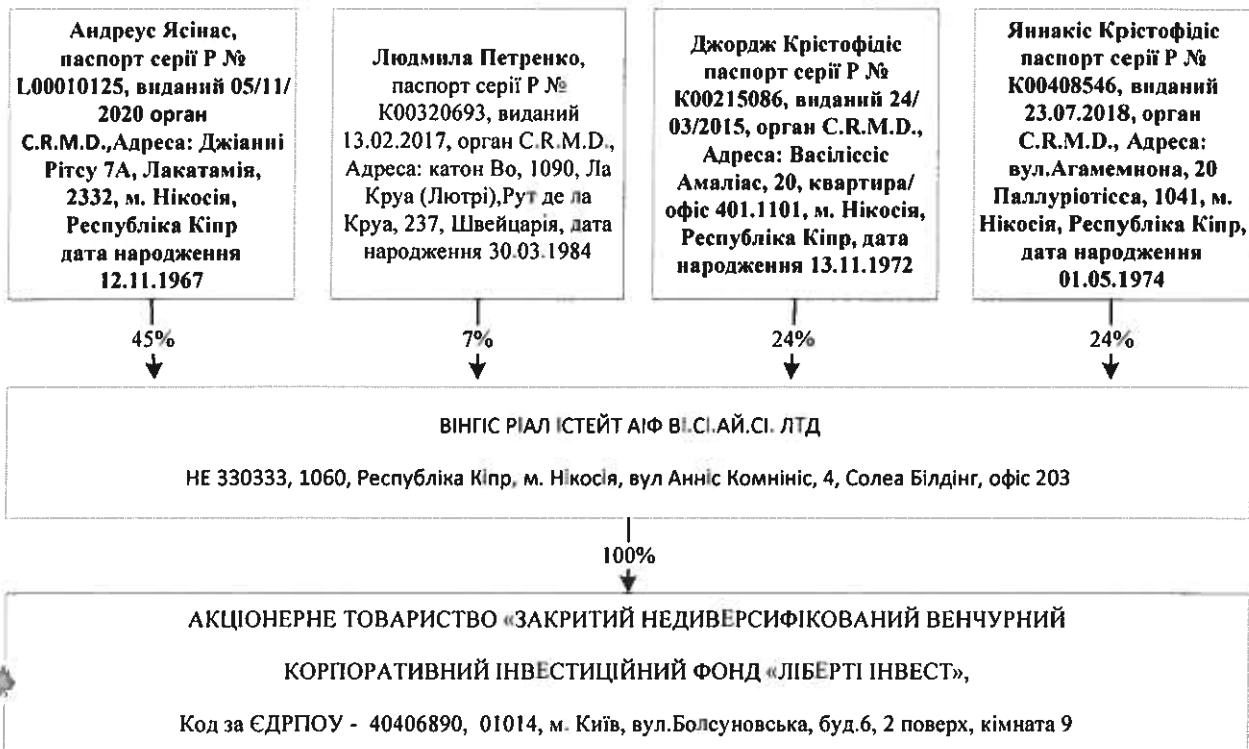 Андреус Ясінас,
паспорт серії Р №
L00010125, виданий 05/11/
2020 орган
C.R.M.D.,Адреса: Джіанні
Рітсу 7А, Лакатамія,
2332, м. Нікосія,
Республіка Кіпр
дата народження
12.11.1967
Людмила Петренко,
паспорт серії Р №
К00320693, виданий
13.02.2017, орган C.R.M.D.,
Адреса: катон Во, 1090, Ла
Круа (Лютрі),Рут де ла
Круа, 237, Швейцарія, дата
народження 30.03.1984
Джордж Крістофідіс
паспорт серії Р №
К00215086, виданий 24/
03/2015, орган C.R.M.D.,
Адреса: Васіліссіс
Амаліас, 20, квартира/
офіс 401.1101, м. Нікосія,
Республіка Кіпр, дата
народження 13.11.1972
Яннакіс Крістофідіс
паспорт серії Р №
К00408546, виданий
23.07.2018, орган
C.R.M.D., Адреса:
вул.Агамемнона, 20
Паллуріотісса, 1041, м.
Нікосія, Республіка Кіпр,
дата народження
01.05.1974
45%
7%
24%
24%
ВІНГІС РІАЛ ІСТЕЙТ АІФ ВІ.СІ.АЙ.СІ. ЛТД
НЕ 330333, 1060, Республіка Кіпр, м. Нікосія, вул Анніс Комнініс, 4, Солеа Білдінг, офіс 203
100%
АКЦІОНЕРНЕ ТОВАРИСТВО «ЗАКРИТИЙ НЕДИВЕРСИФІКОВАНИЙ ВЕНЧУРНИЙ
КОРПОРАТИВНИЙ ІНВЕСТИЦІЙНИЙ ФОНД «ЛІБЕРТІ ІНВЕСТ»,
Код за ЄДРПОУ - 40406890, 01014, м. Київ, вул.Болсуновська, буд.6, 2 поверх, кімната 9